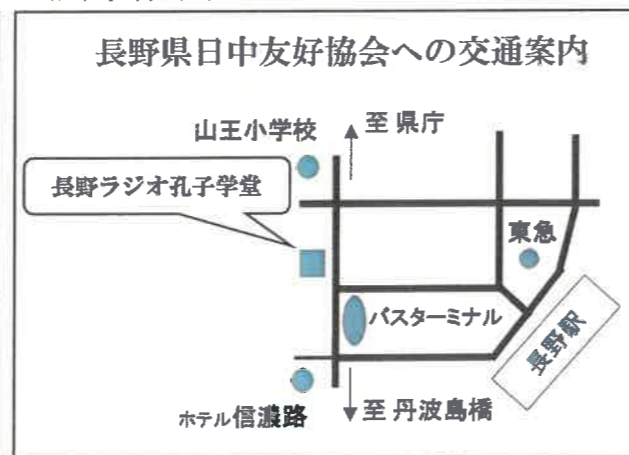 長野県日中友好協会への交通案内
山王小学校
至 県庁
長野ラジオ孔子学堂
東急
バスターミナル
長野駅
ホテル信濃路
至 丹波島橋